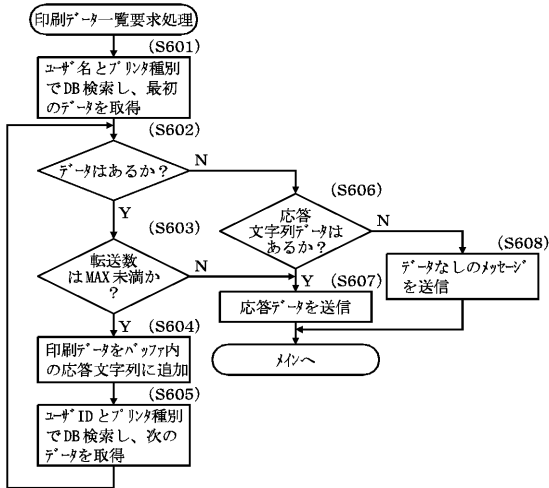 印刷データ一覧要求処理
(S601)
ﾕｰｻﾞ名とﾌﾟﾘﾝﾀ種別
でDB検索し、最初
のﾃﾞｰﾀを取得
(S602)
ﾃﾞｰﾀはあるか？
N
Y
(S603)
転送数
はMAX未満か
？
N
Y
(S604)
印刷ﾃﾞｰﾀをﾊﾞｯﾌｧ内
の応答文字列に追加
(S605)
ﾕｰｻﾞIDとﾌﾟﾘﾝﾀ種別
でDB検索し、次の
ﾃﾞｰﾀを取得
(S606)
応答
文字列ﾃﾞｰﾀは
あるか？
N
Y
(S607)
応答ﾃﾞｰﾀを送信
(S608)
ﾃﾞｰﾀなしのﾒｯｾｰｼﾞ
を送信
ﾒｲﾝへ